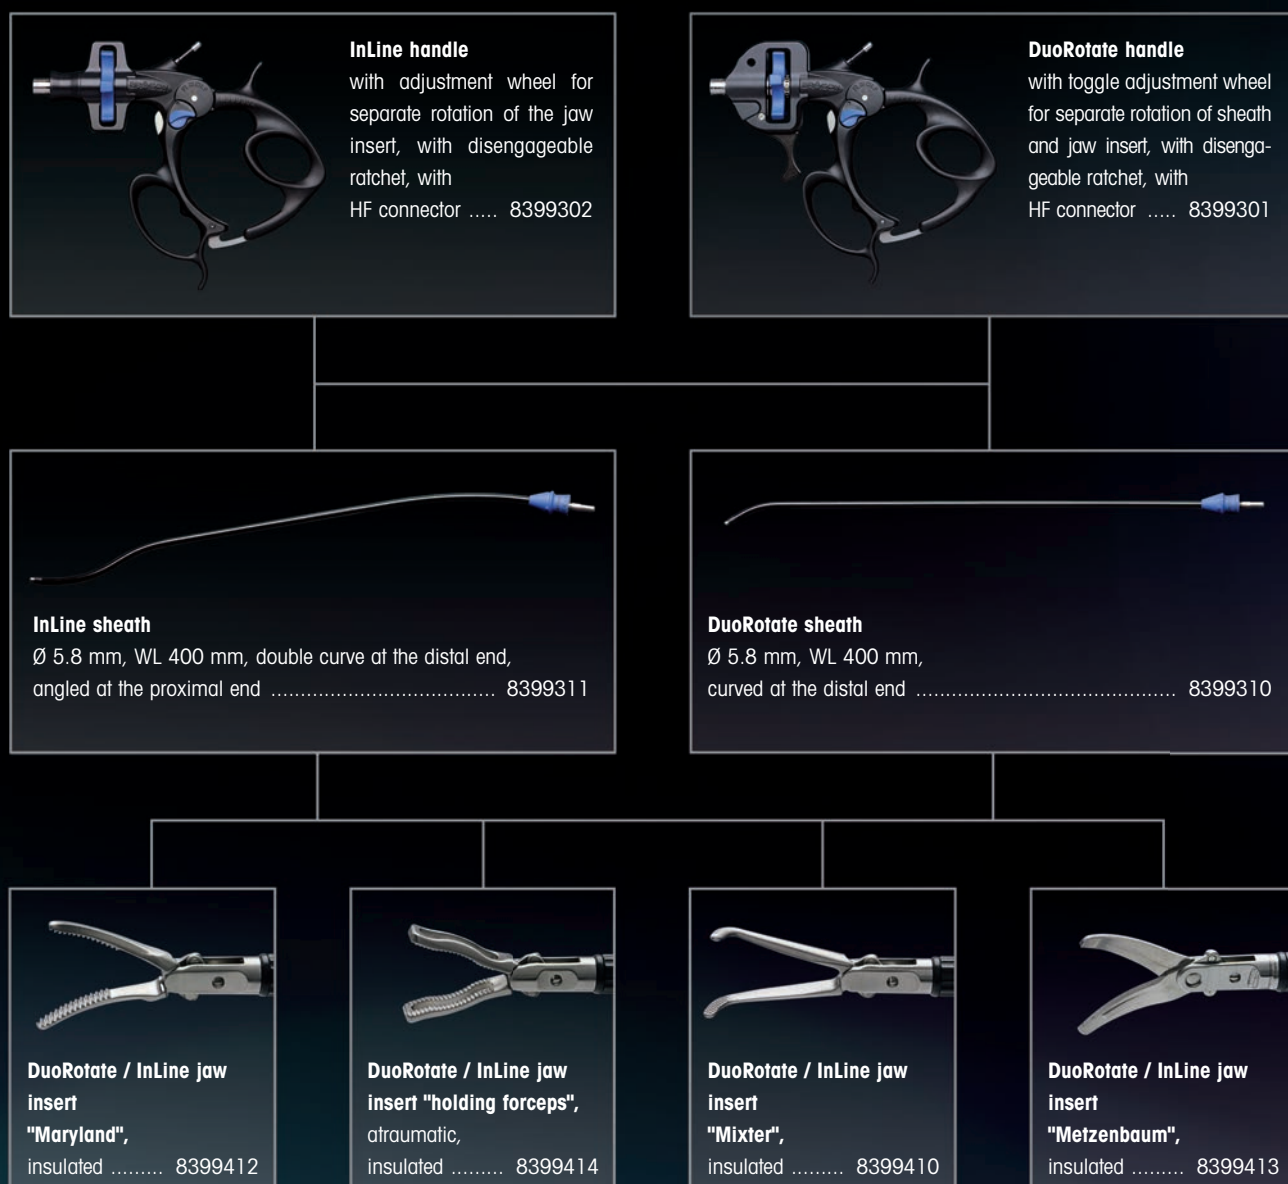 InLine handle
with adjustment wheel for
separate rotation of the jaw
insert, with disengageable
ratchet, with
HF connector ..... 8399302
DuoRotate handle
with toggle adjustment wheel
for separate rotation of sheath
and jaw insert, with disenga-
geable ratchet, with
HF connector ..... 8399301
InLine sheath
Ø 5.8 mm, WL 400 mm, double curve at the distal end,
angled at the proximal end ...................................... 8399311
DuoRotate sheath
Ø 5.8 mm, WL 400 mm,
curved at the distal end ............................................ 8399310
DuoRotate / InLine jaw
insert
"Maryland",
insulated ......... 8399412
DuoRotate / InLine jaw
insert "holding forceps",
atraumatic,
insulated ......... 8399414
DuoRotate / InLine jaw
insert
"Mixter",
insulated ......... 8399410
DuoRotate / InLine jaw
insert
"Metzenbaum",
insulated ......... 8399413